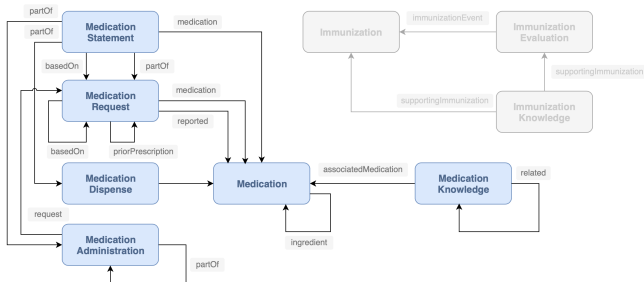 partOf
partOf
Medication
Statement
medication
basedOn
partOf
Medication
Request
medication
reported
basedOn
priorPrescription
Medication
Dispense
Medication
associatedMedication
Medication
Knowledge
related
ingredient
request
Medication
Administration
partOf
Immunization
immunizationEvent
Immunization
Evaluation
supportingImmunization
supportingImmunization
Immunization
Knowledge